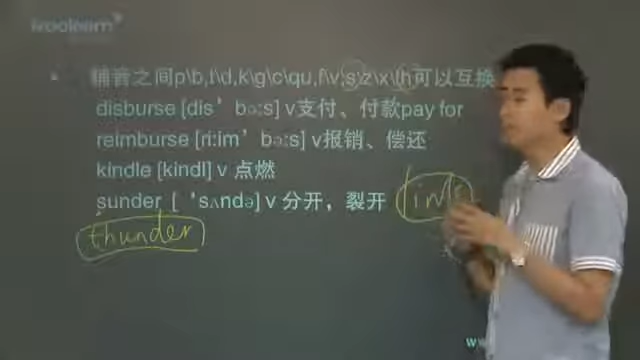 koolearn
• 辅音之间p\b,t\d,k\g\c\qu,f\v,s\z\x\th可以互换
disburse [dis' bə:s] v支付、付款pay for
reimburse [ri:im' bə:s] v报销、偿还
kindle [kindl] v 点燃
sunder [ 'sʌndə] v 分开，裂开
thunder